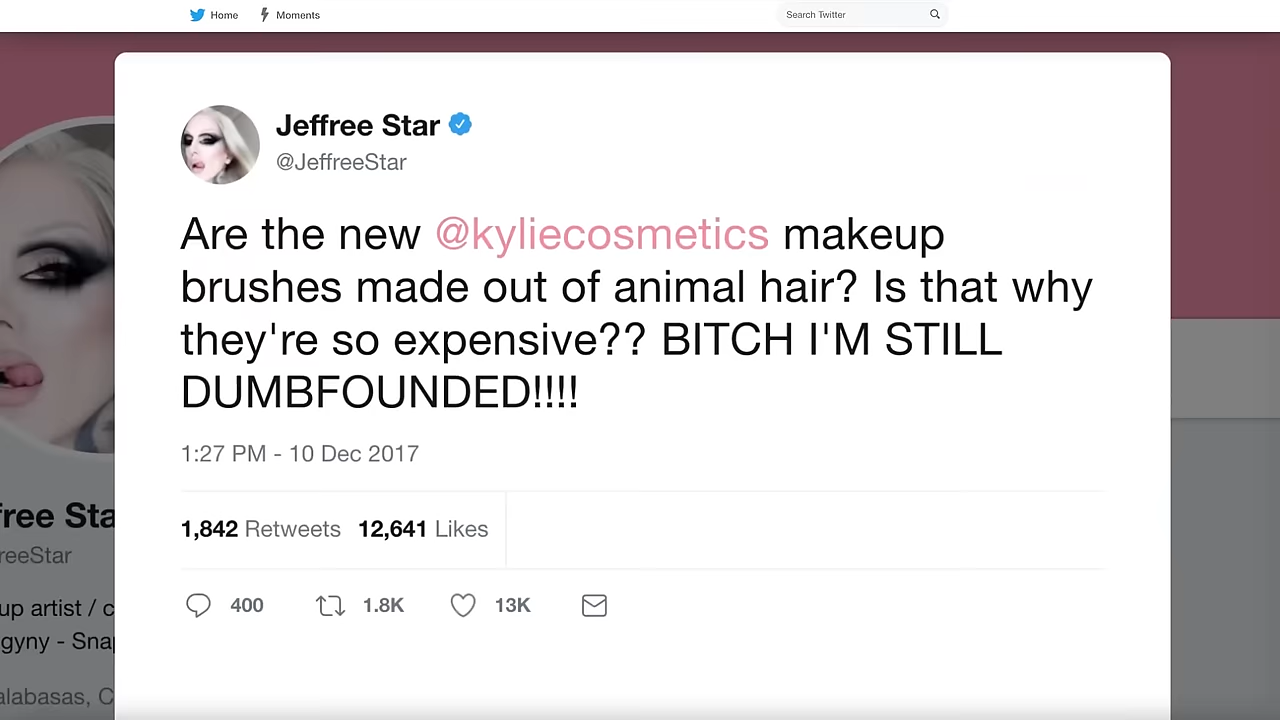 Home
Moments
Search Twitter
Jeffree Star
@JeffreeStar
Are the new @kyliecosmetics makeup
brushes made out of animal hair? Is that why
they're so expensive?? BITCH I'M STILL
DUMBFOUNDED!!!!
1:27 PM - 10 Dec 2017
1,842 Retweets 12,641 Likes
400 1.8K 13K
free Sta
reeStar
up artist / c
gyny - Snap
alabasas, C